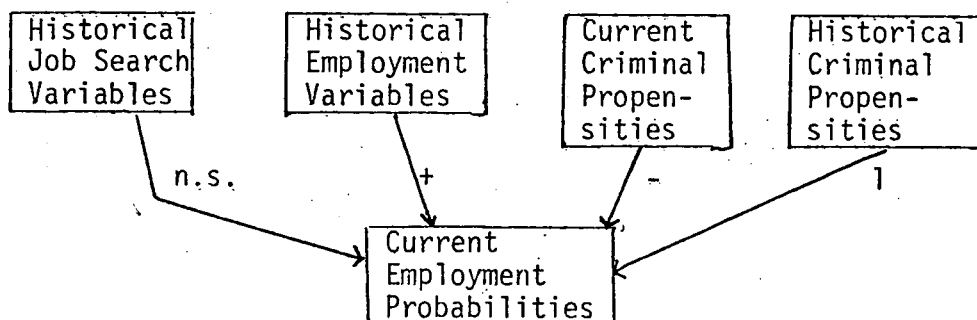 Historical
Job Search
Variables
Historical
Employment
Variables
Current
Criminal
Propen-
sities
Historical
Criminal
Propen-
sities
n.s.
+
-
1
Current
Employment
Probabilities